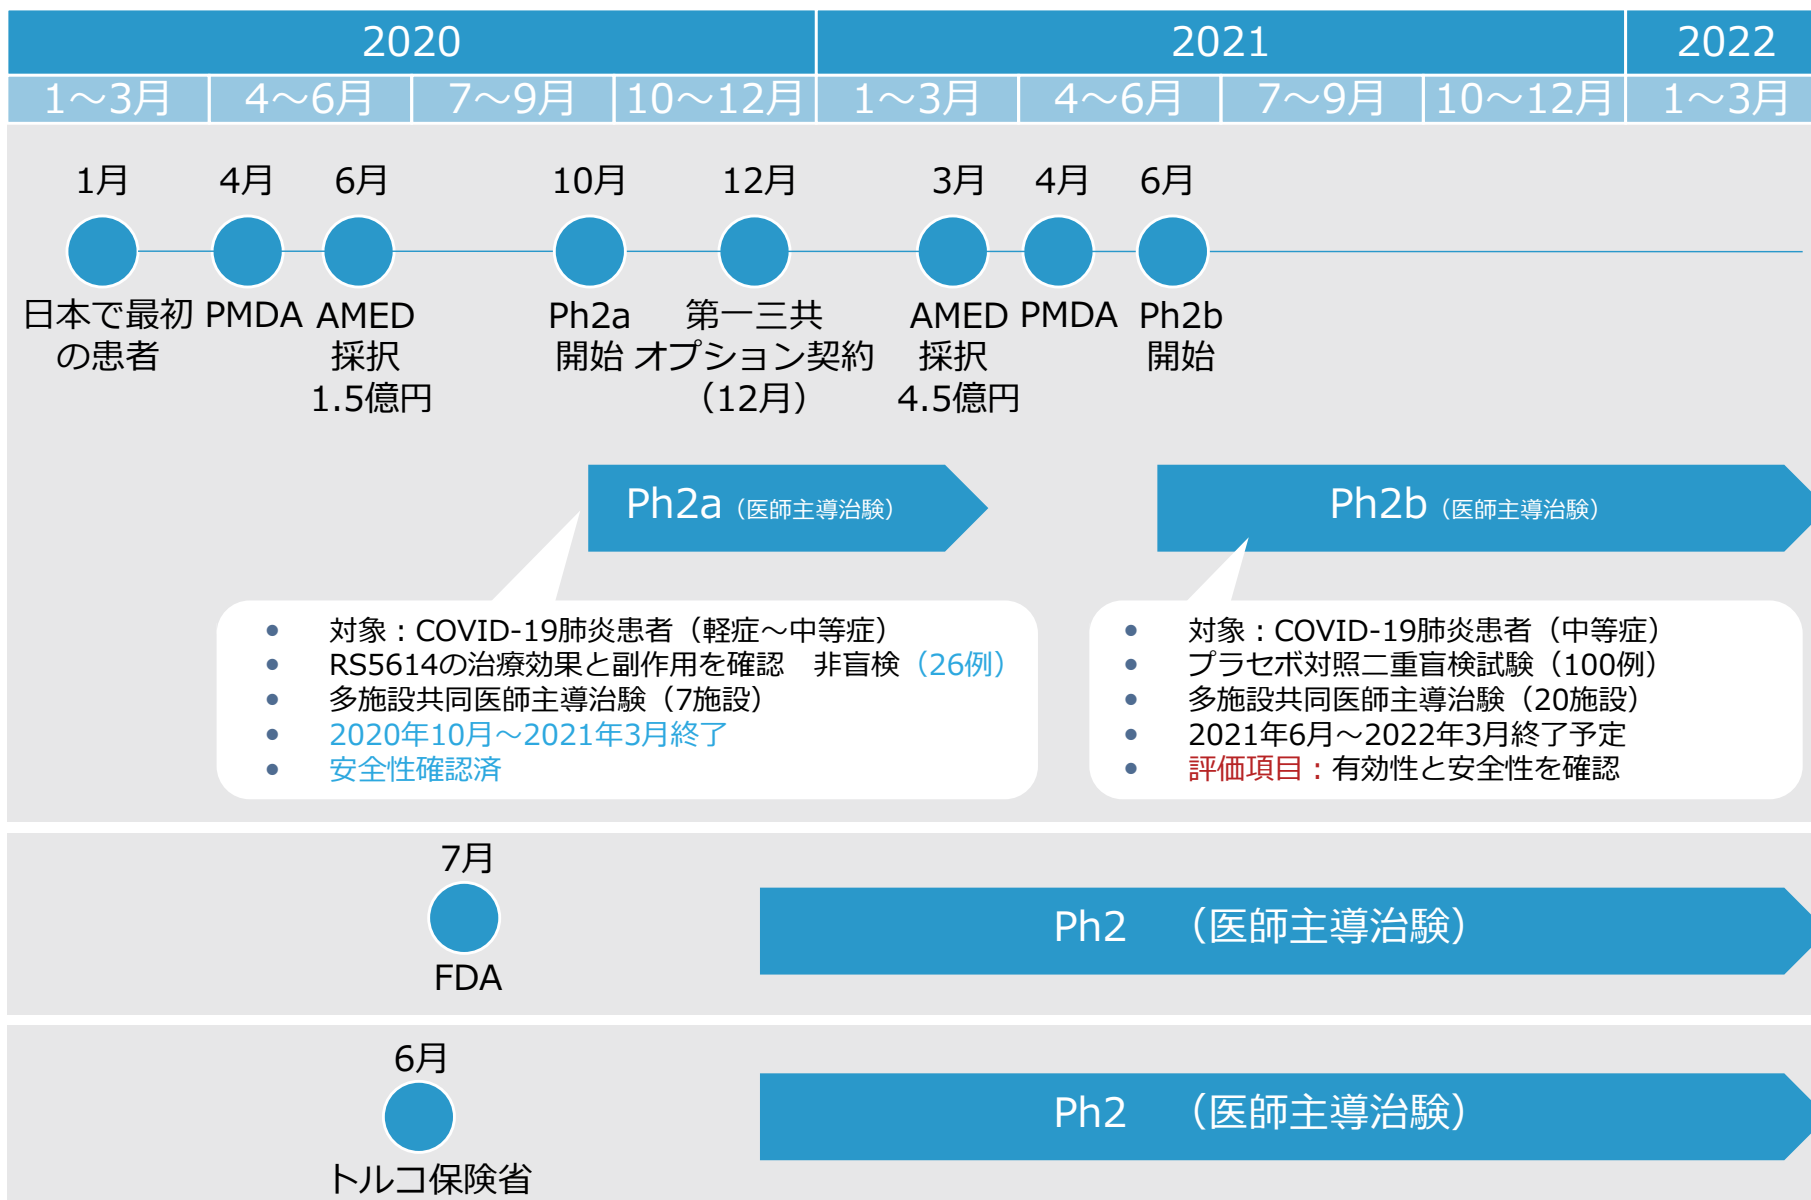 2020 2021 2022
1～3月 4～6月 7～9月 10～12月 1～3月 4～6月 7～9月 10～12月 1～3月
1月 4月 6月 10月 12月 3月 4月 6月
日本で最初
の患者
PMDA
AMED
採択
1.5億円
Ph2a
開始
第一三共
オプション契約
（12月）
AMED
採択
4.5億円
PMDA
Ph2b
開始
Ph2a（医師主導治験）
Ph2b（医師主導治験）
• 対象：COVID-19肺炎患者（軽症～中等症）
• RS5614の治療効果と副作用を確認　非盲検（26例）
• 多施設共同医師主導治験（7施設）
• 2020年10月～2021年3月終了
• 安全性確認済
• 対象：COVID-19肺炎患者（中等症）
• プラセボ対照二重盲検試験（100例）
• 多施設共同医師主導治験（20施設）
• 2021年6月～2022年3月終了予定
• 評価項目：有効性と安全性を確認
7月
FDA
Ph2　（医師主導治験）
6月
トルコ保険省
Ph2　（医師主導治験）